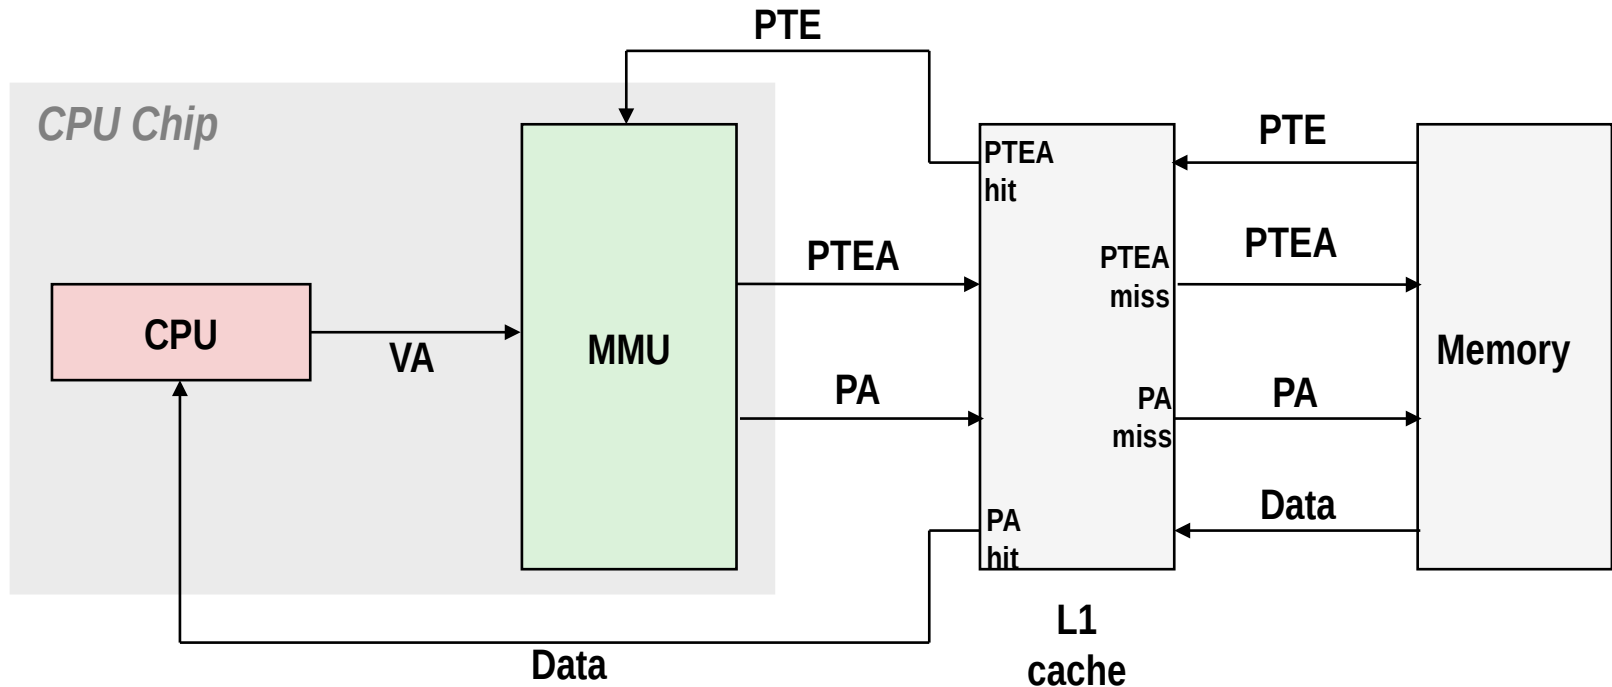 PTE
CPU Chip
PTEA
hit
PTE
PTEA
PTEA
miss
PTEA
CPU
VA
MMU
Memory
PA
PA
miss
PA
PA
hit
Data
L1
cache
Data